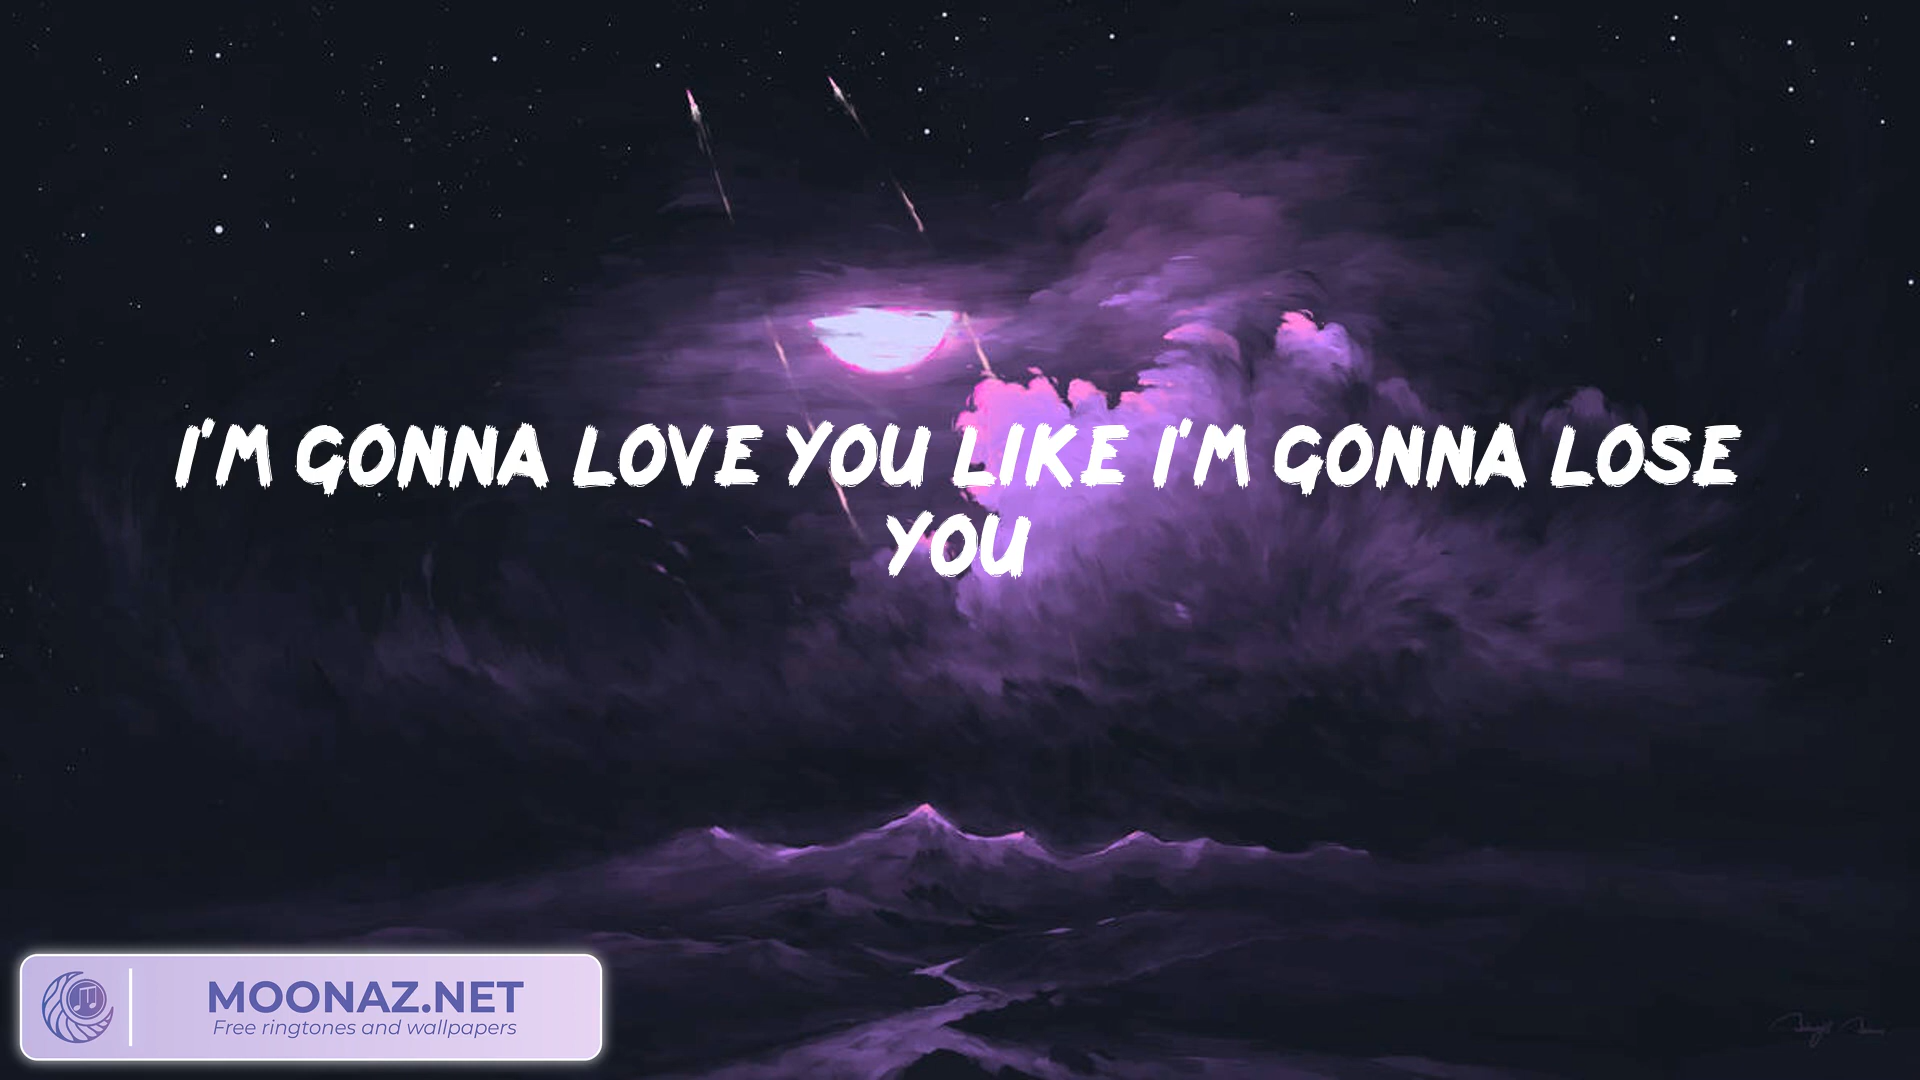 I'M GONNA LOVE YOU LIKE I'M GONNA LOSE
YOU
MOONAZ.NET
Free ringtones and wallpapers